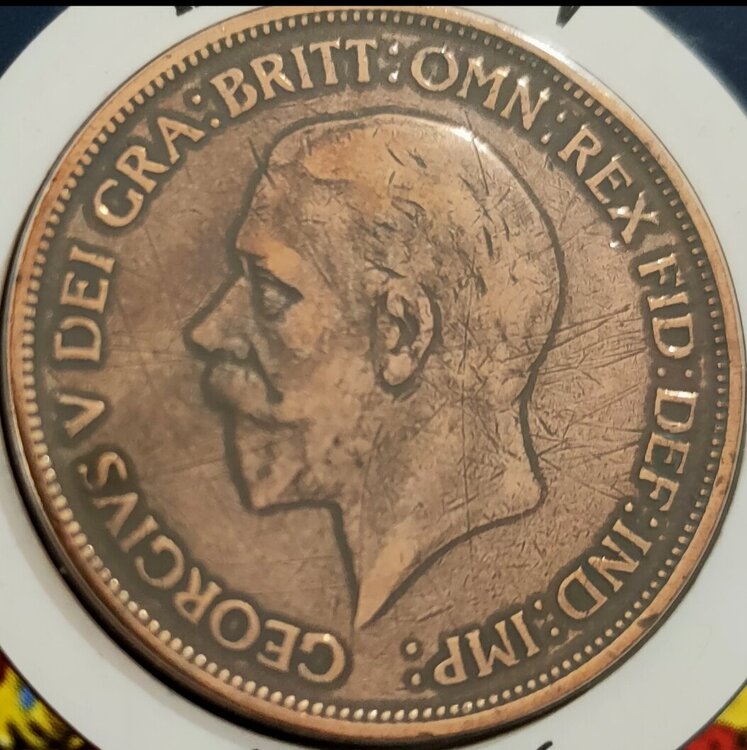 GEORGIVS V DEI GRA: BRITT: OMN: REX FID: DEF: IND: IMP: